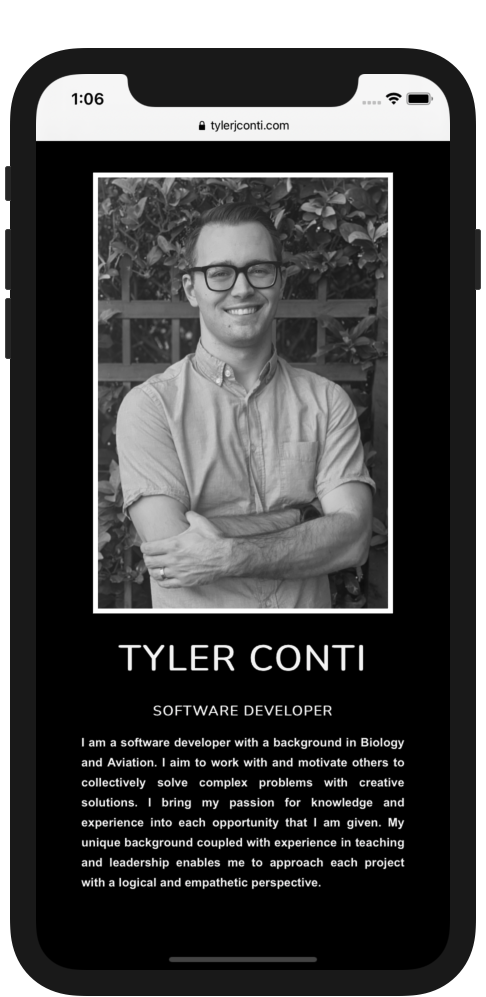 1:06
tylerjconti.com
TYLER CONTI
SOFTWARE DEVELOPER
I am a software developer with a background in Biology
and Aviation. I aim to work with and motivate others to
collectively solve complex problems with creative
solutions. I bring my passion for knowledge and
experience into each opportunity that I am given. My
unique background coupled with experience in teaching
and leadership enables me to approach each project
with a logical and empathetic perspective.